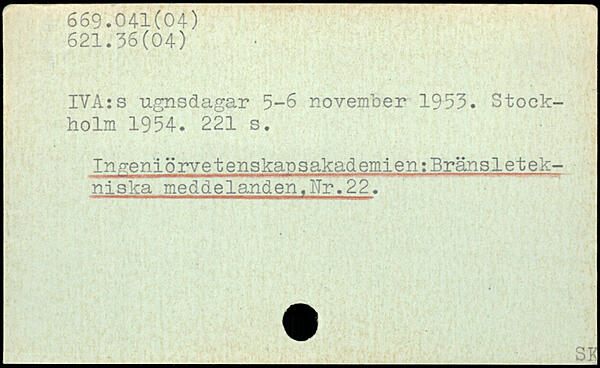 669.041(04)
621.36(04)
IVA:s ugnsdagar 5-6 november 1953. Stock-
holm 1954. 221 s.
Ingeniörvetenskapsakademien:Bränsletek-
niska meddelanden,Nr.22.
SK